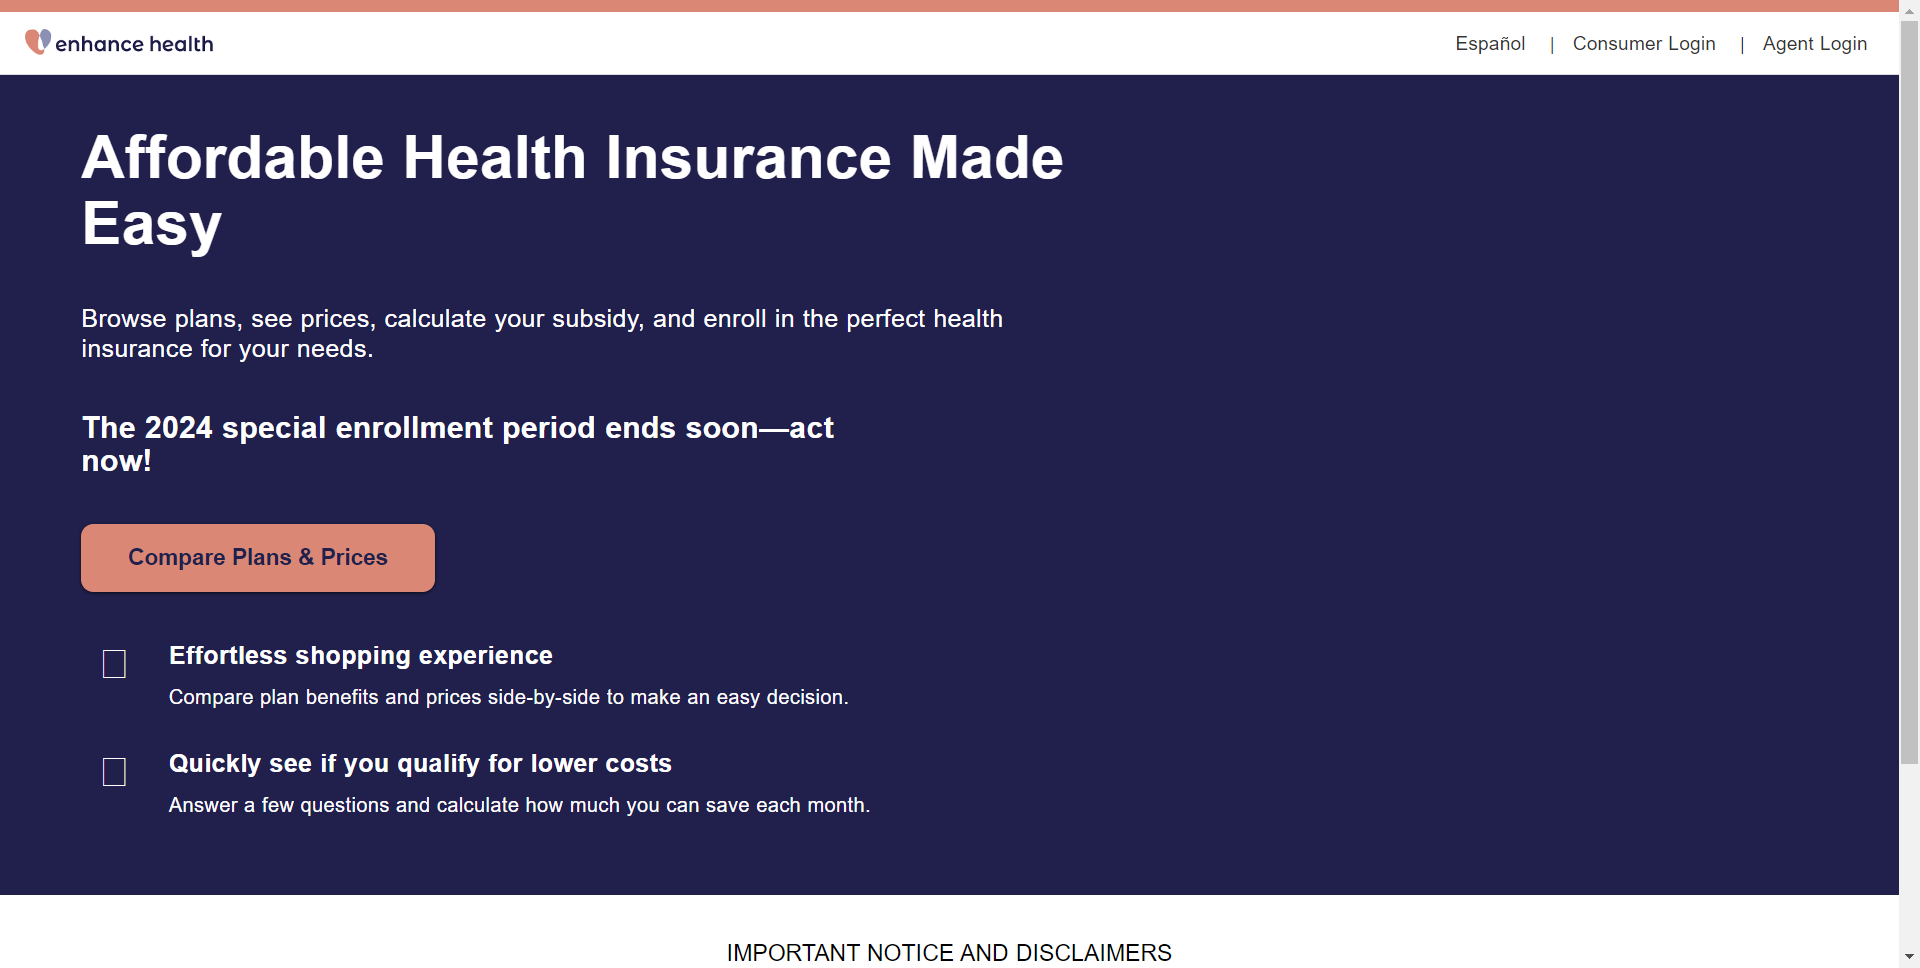 enhance health
Español | Consumer Login | Agent Login
Affordable Health Insurance Made
Easy
Browse plans, see prices, calculate your subsidy, and enroll in the perfect health
insurance for your needs.
The 2024 special enrollment period ends soon—act
now!
Compare Plans & Prices
Effortless shopping experience
Compare plan benefits and prices side-by-side to make an easy decision.
Quickly see if you qualify for lower costs
Answer a few questions and calculate how much you can save each month.
IMPORTANT NOTICE AND DISCLAIMERS